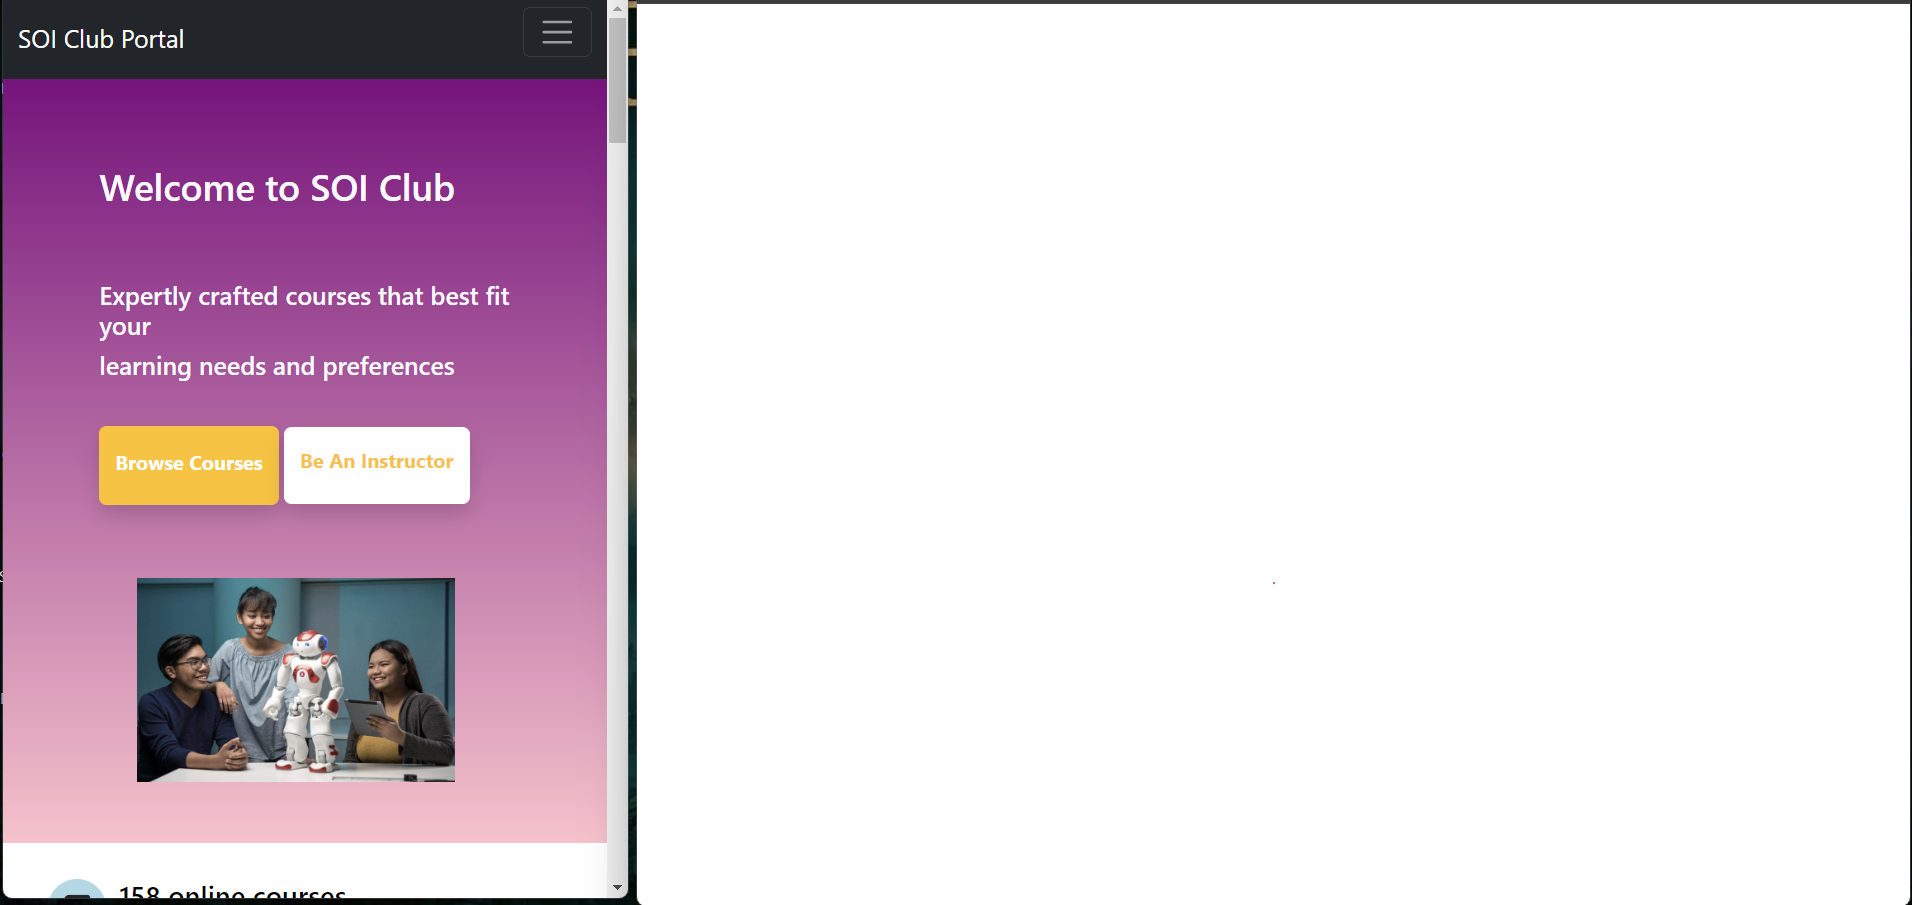 SOI Club Portal
Welcome to SOI Club
Expertly crafted courses that best fit
your
learning needs and preferences
Browse Courses
Be An Instructor
158 online courses